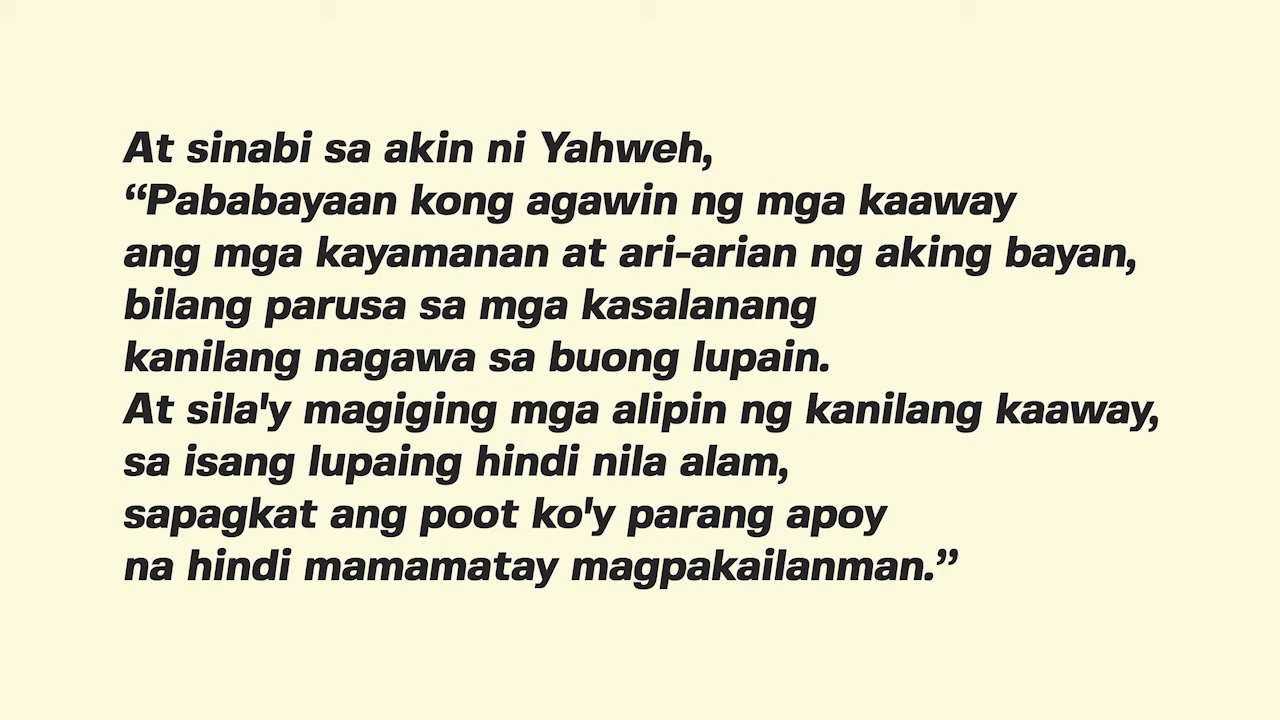 At sinabi sa akin ni Yahweh,
“Pababayaan kong agawin ng mga kaaway
ang mga kayamanan at ari-arian ng aking bayan,
bilang parusa sa mga kasalanang
kanilang nagawa sa buong lupain.
At sila'y magiging mga alipin ng kanilang kaaway,
sa isang lupaing hindi nila alam,
sapagkat ang poot ko'y parang apoy
na hindi mamamatay magpakailanman.”